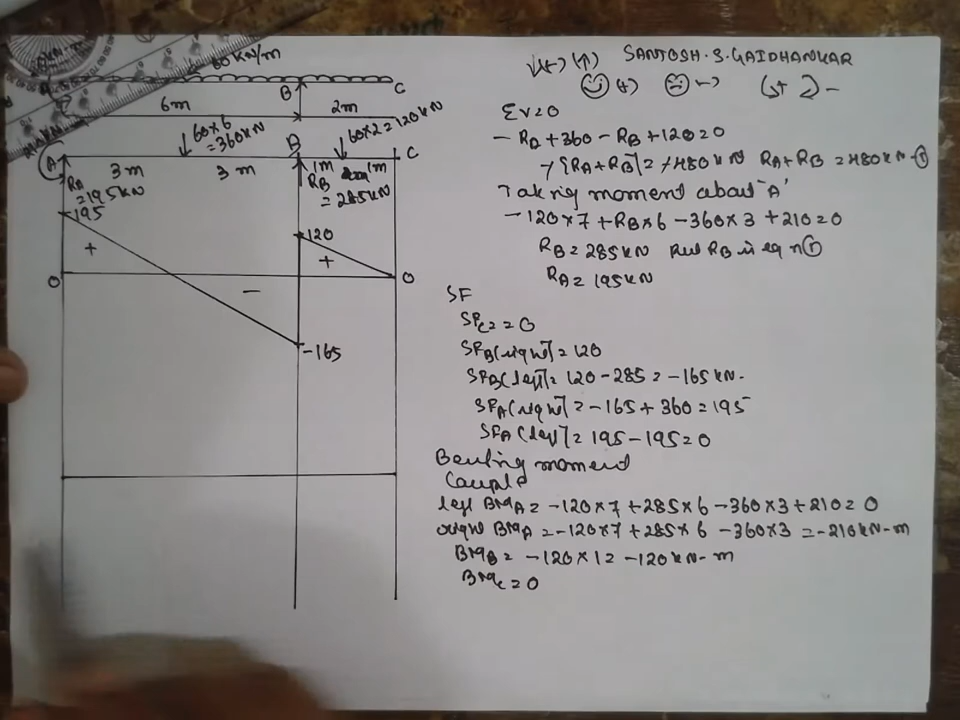 SANTOSH.S.GAIDHANKAR
↓(+) (↑)
(+) (-)
60 KN/m
B C
6m 2m
60×6
=360KN
60×2=120KN
A B C
3m 3m 1m 1m
RA
=195KN
RB
=285KN
195
+
120
+
0 0
−
-165
ΣV=0
- RA+360 - RB+120=0
RA+RB=480KN
Taking moment about 'A'
- 120×7 + RB×6 - 360×3 + 210=0
RB=285KN Put RB in eq n 1
RA= 195KN
SF
SFC = 0
SFB(right)= 120
SFB(left)= 120-285= -165KN.
SFA(right)= -165+360=195
SFA(left)= 195-195=0
Bending moment
Couple
left BMA= -120×7+285×6-360×3+210=0
right BMA= -120×7+285×6 -360×3 =-210KN-m
BMB= -120×1= -120KN-m
BMC=0